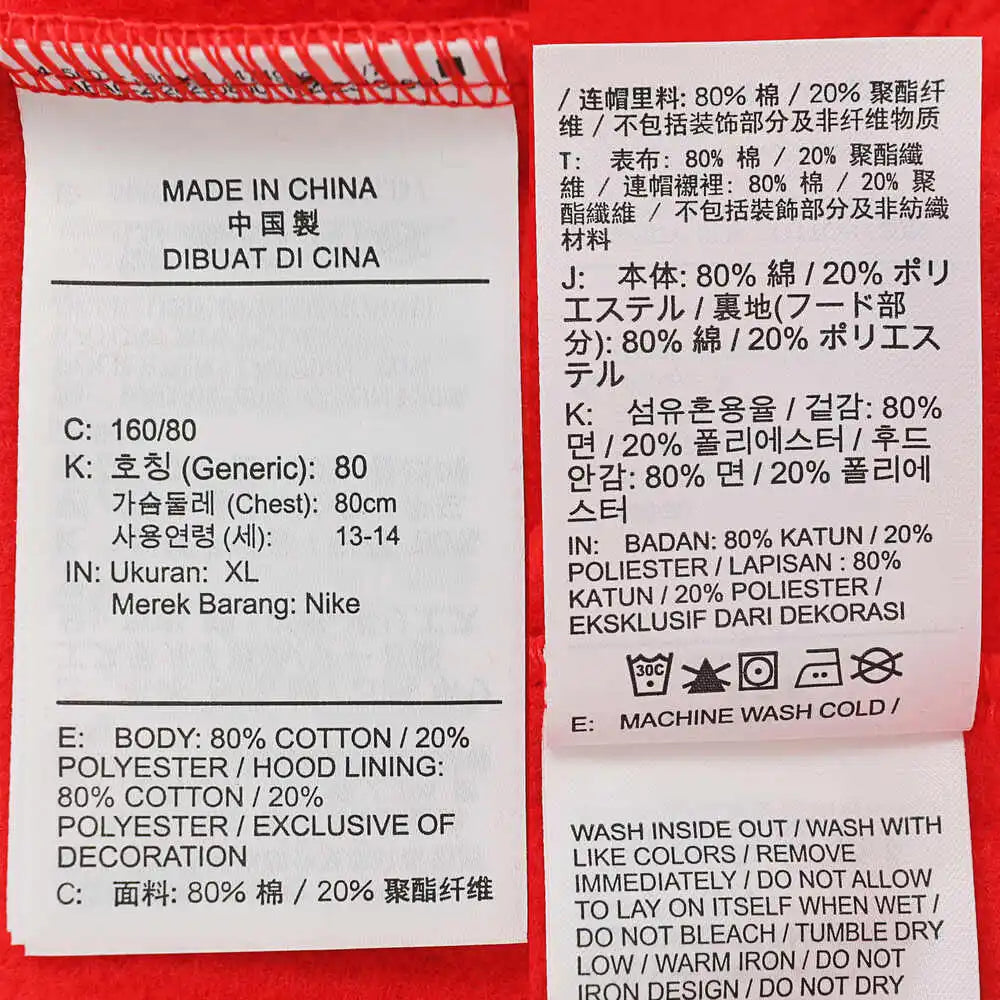 MADE IN CHINA
中国製
DIBUAT DI CINA
C: 160/80
K: 호칭 (Generic): 80
가슴둘레 (Chest): 80cm
사용연령 (세): 13-14
IN: Ukuran: XL
Merek Barang: Nike
E: BODY: 80% COTTON / 20%
POLYESTER / HOOD LINING:
80% COTTON / 20%
POLYESTER / EXCLUSIVE OF
DECORATION
C: 面料: 80% 棉 / 20% 聚酯纤维
/ 连帽里料: 80% 棉 / 20% 聚酯纤
维 / 不包括装饰部分及非纤维物质
T: 表布: 80% 棉 / 20% 聚酯纖
維 / 連帽襯裡: 80% 棉 / 20% 聚
酯纖維 / 不包括裝飾部分及非紡織
材料
J: 本体: 80% 綿 / 20% ポリ
エステル / 裏地(フード部
分): 80% 綿 / 20% ポリエス
テル
K: 섬유혼용율 / 겉감: 80%
면 / 20% 폴리에스터 / 후드
안감: 80% 면 / 20% 폴리에
스터
IN: BADAN: 80% KATUN / 20%
POLIESTER / LAPISAN : 80%
KATUN / 20% POLIESTER /
EKSKLUSIF DARI DEKORASI
30C
E: MACHINE WASH COLD /
WASH INSIDE OUT / WASH WITH
LIKE COLORS / REMOVE
IMMEDIATELY / DO NOT ALLOW
TO LAY ON ITSELF WHEN WET /
DO NOT BLEACH / TUMBLE DRY
LOW / WARM IRON / DO NOT
IRON DESIGN / DO NOT DRY